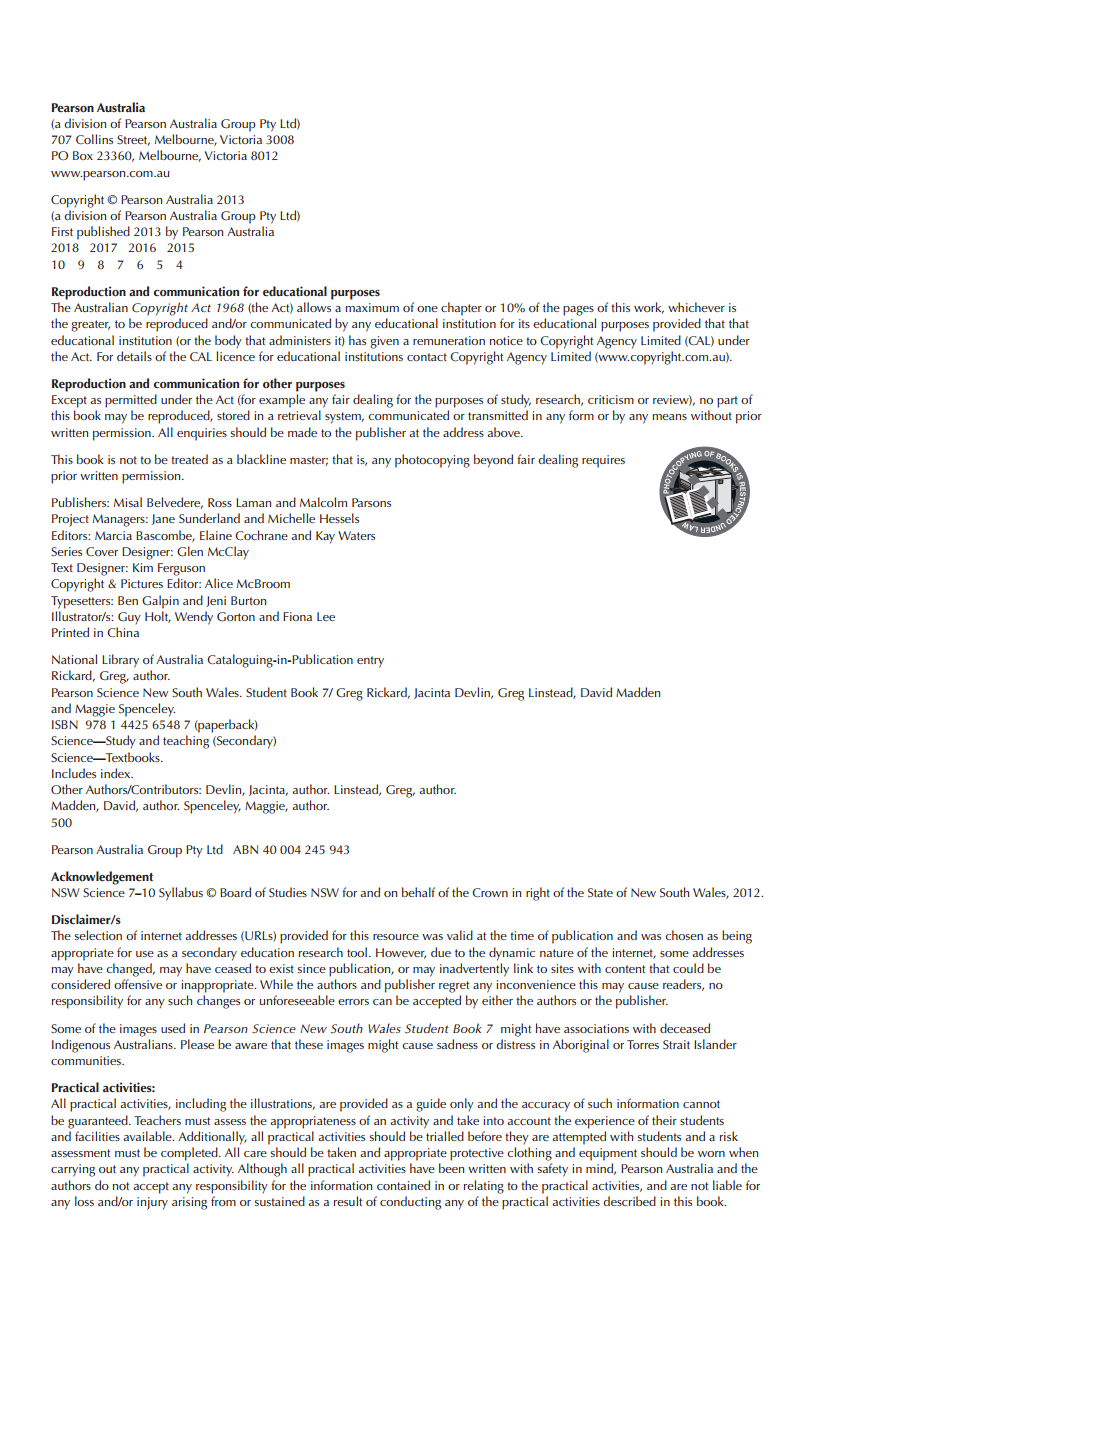 Pearson Australia
(a division of Pearson Australia Group Pty Ltd)
707 Collins Street, Melbourne, Victoria 3008
PO Box 23360, Melbourne, Victoria 8012
www.pearson.com.au
Copyright © Pearson Australia 2013
(a division of Pearson Australia Group Pty Ltd)
First published 2013 by Pearson Australia
2018 2017 2016 2015
10 9 8 7 6 5 4
Reproduction and communication for educational purposes
The Australian Copyright Act 1968 (the Act) allows a maximum of one chapter or 10% of the pages of this work, whichever is
the greater, to be reproduced and/or communicated by any educational institution for its educational purposes provided that that
educational institution (or the body that administers it) has given a remuneration notice to Copyright Agency Limited (CAL) under
the Act. For details of the CAL licence for educational institutions contact Copyright Agency Limited (www.copyright.com.au).
Reproduction and communication for other purposes
Except as permitted under the Act (for example any fair dealing for the purposes of study, research, criticism or review), no part of
this book may be reproduced, stored in a retrieval system, communicated or transmitted in any form or by any means without prior
written permission. All enquiries should be made to the publisher at the address above.
This book is not to be treated as a blackline master; that is, any photocopying beyond fair dealing requires
prior written permission.
PHOTOCOPYING OF BOOKS IS RESTRICTED UNDER LAW
Publishers: Misal Belvedere, Ross Laman and Malcolm Parsons
Project Managers: Jane Sunderland and Michelle Hessels
Editors: Marcia Bascombe, Elaine Cochrane and Kay Waters
Series Cover Designer: Glen McClay
Text Designer: Kim Ferguson
Copyright & Pictures Editor: Alice McBroom
Typesetters: Ben Galpin and Jeni Burton
Illustrator/s: Guy Holt, Wendy Gorton and Fiona Lee
Printed in China
National Library of Australia Cataloguing-in-Publication entry
Rickard, Greg, author.
Pearson Science New South Wales. Student Book 7/ Greg Rickard, Jacinta Devlin, Greg Linstead, David Madden
and Maggie Spenceley.
ISBN 978 1 4425 6548 7 (paperback)
Science—Study and teaching (Secondary)
Science—Textbooks.
Includes index.
Other Authors/Contributors: Devlin, Jacinta, author. Linstead, Greg, author.
Madden, David, author. Spenceley, Maggie, author.
500
Pearson Australia Group Pty Ltd ABN 40 004 245 943
Acknowledgement
NSW Science 7–10 Syllabus © Board of Studies NSW for and on behalf of the Crown in right of the State of New South Wales, 2012.
Disclaimer/s
The selection of internet addresses (URLs) provided for this resource was valid at the time of publication and was chosen as being
appropriate for use as a secondary education research tool. However, due to the dynamic nature of the internet, some addresses
may have changed, may have ceased to exist since publication, or may inadvertently link to sites with content that could be
considered offensive or inappropriate. While the authors and publisher regret any inconvenience this may cause readers, no
responsibility for any such changes or unforeseeable errors can be accepted by either the authors or the publisher.
Some of the images used in Pearson Science New South Wales Student Book 7 might have associations with deceased
Indigenous Australians. Please be aware that these images might cause sadness or distress in Aboriginal or Torres Strait Islander
communities.
Practical activities:
All practical activities, including the illustrations, are provided as a guide only and the accuracy of such information cannot
be guaranteed. Teachers must assess the appropriateness of an activity and take into account the experience of their students
and facilities available. Additionally, all practical activities should be trialled before they are attempted with students and a risk
assessment must be completed. All care should be taken and appropriate protective clothing and equipment should be worn when
carrying out any practical activity. Although all practical activities have been written with safety in mind, Pearson Australia and the
authors do not accept any responsibility for the information contained in or relating to the practical activities, and are not liable for
any loss and/or injury arising from or sustained as a result of conducting any of the practical activities described in this book.